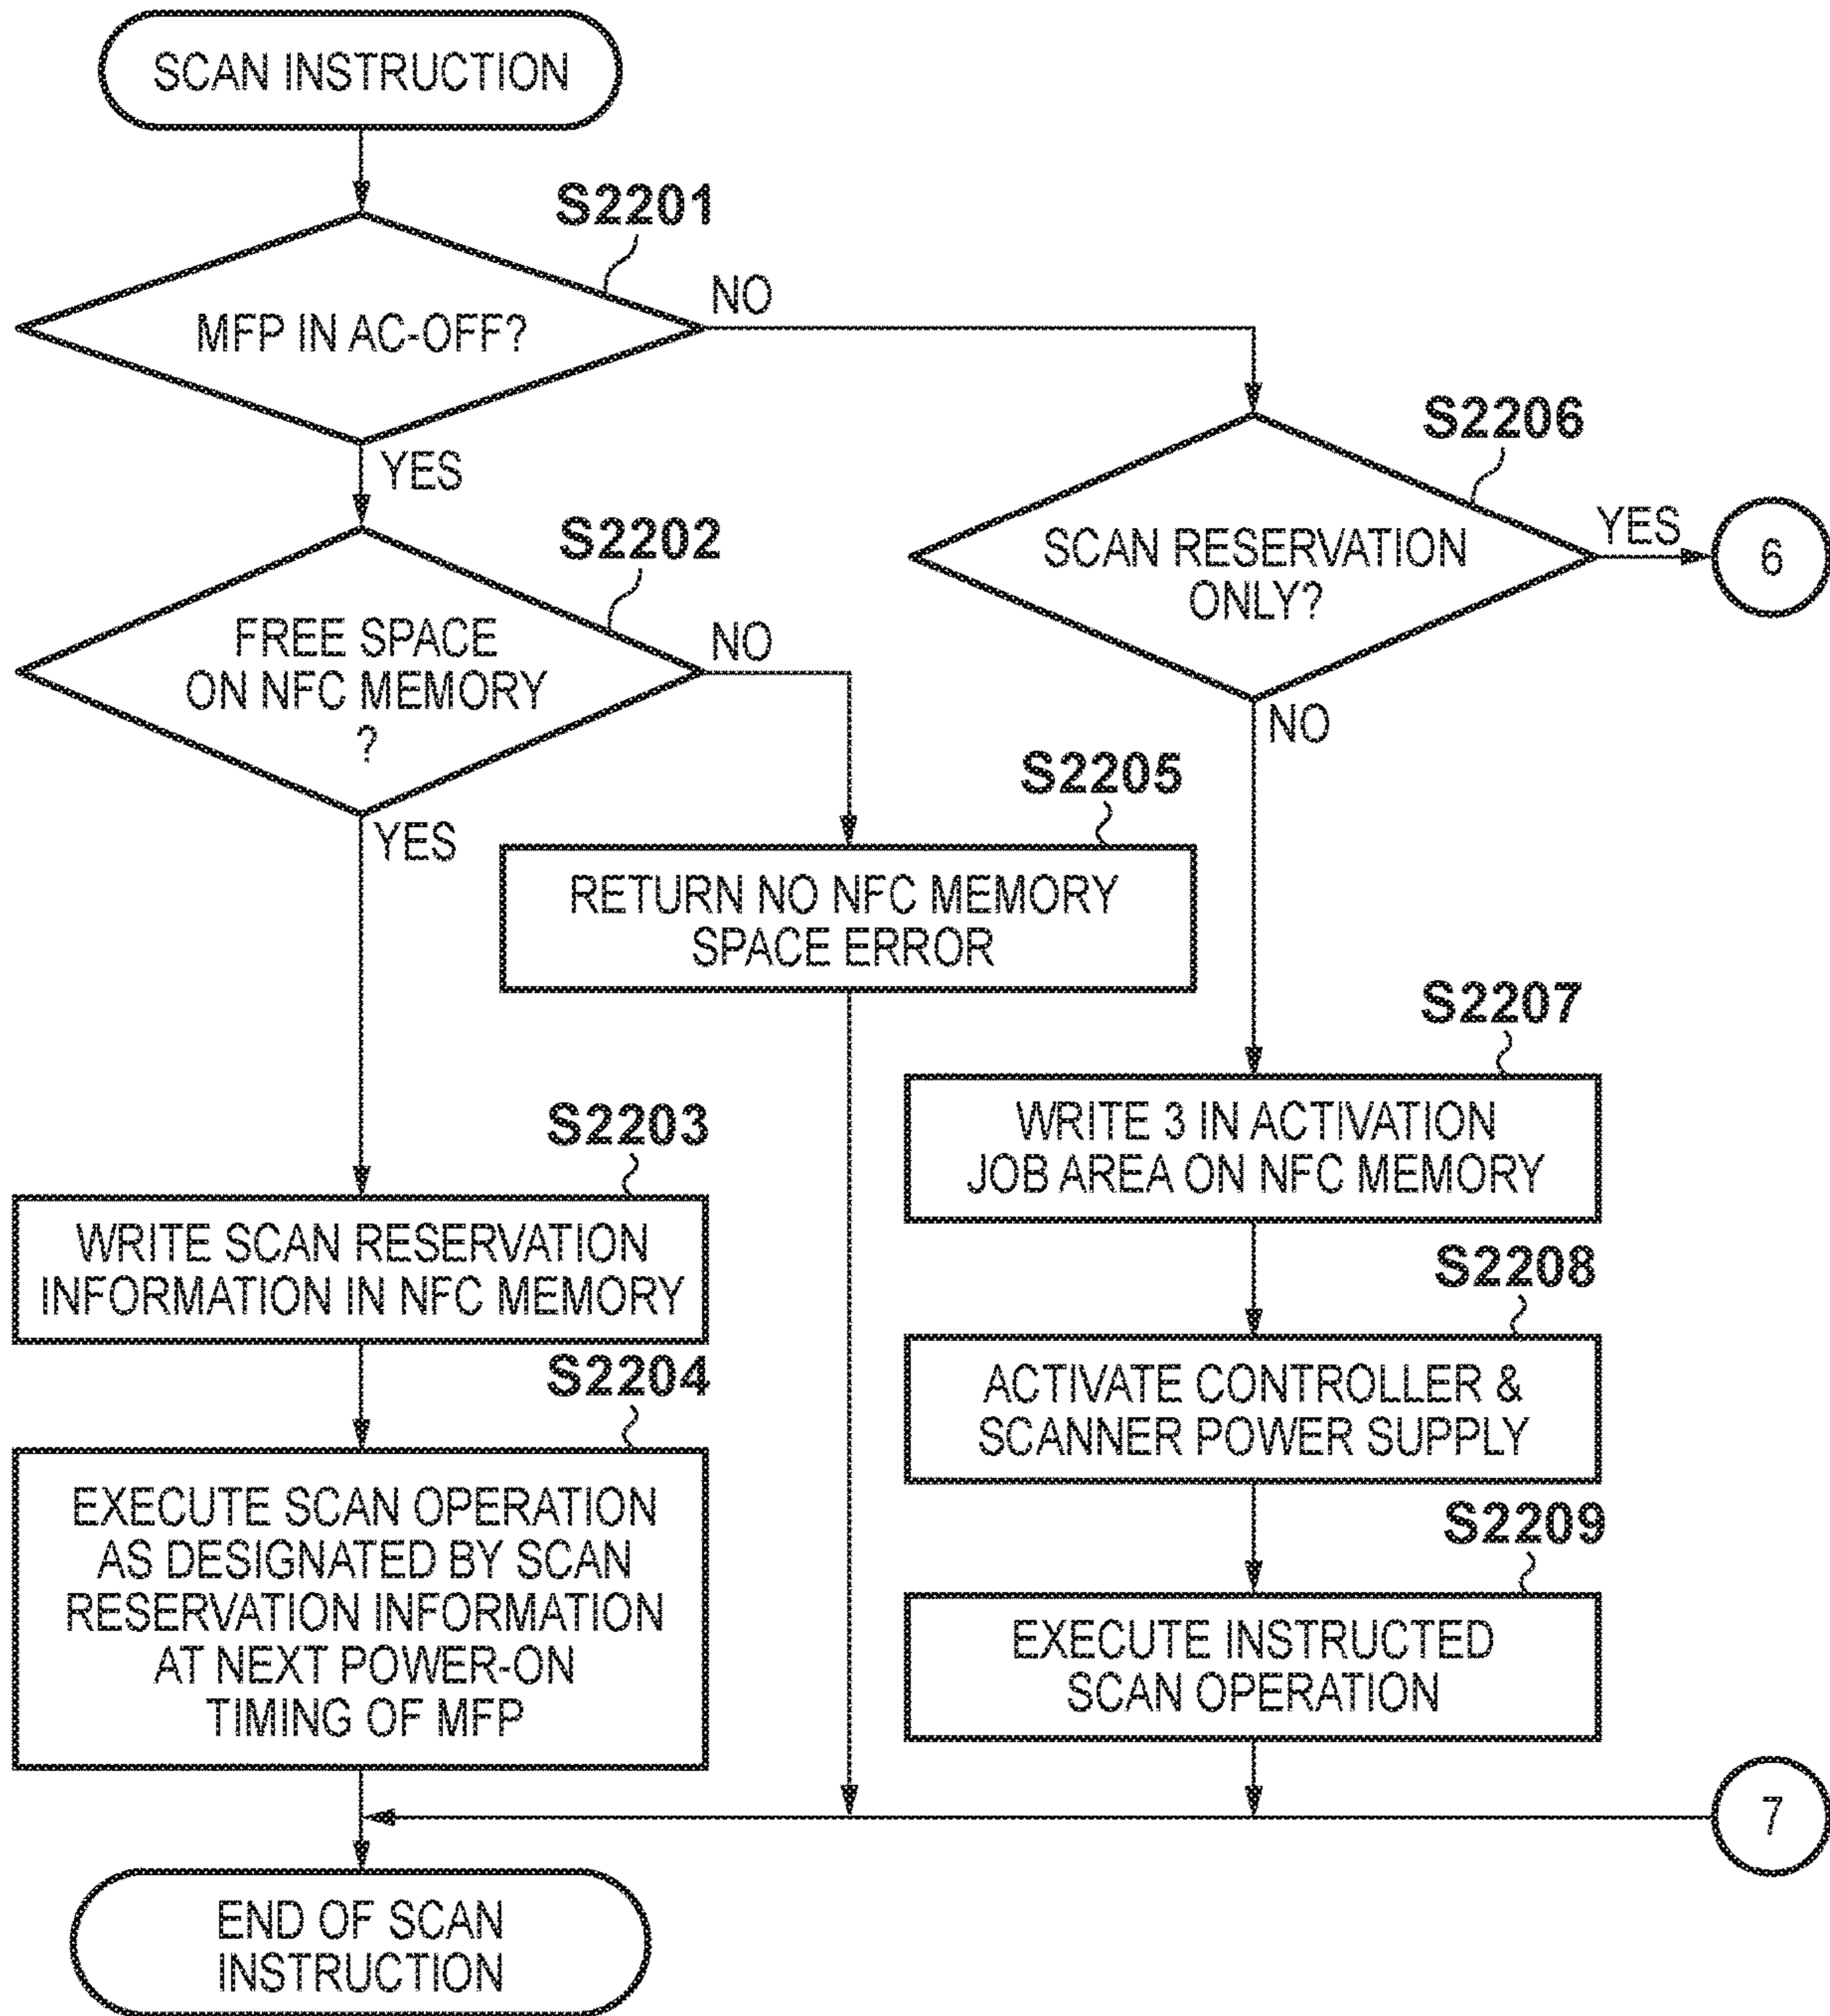 SCAN INSTRUCTION
S2201
MFP IN AC-OFF?
NO
YES
S2202
FREE SPACE
ON NFC MEMORY
?
NO
YES
S2206
SCAN RESERVATION
ONLY?
YES
6
NO
S2205
RETURN NO NFC MEMORY
SPACE ERROR
S2203
WRITE SCAN RESERVATION
INFORMATION IN NFC MEMORY
S2204
EXECUTE SCAN OPERATION
AS DESIGNATED BY SCAN
RESERVATION INFORMATION
AT NEXT POWER-ON
TIMING OF MFP
S2207
WRITE 3 IN ACTIVATION
JOB AREA ON NFC MEMORY
S2208
ACTIVATE CONTROLLER &
SCANNER POWER SUPPLY
S2209
EXECUTE INSTRUCTED
SCAN OPERATION
7
END OF SCAN
INSTRUCTION